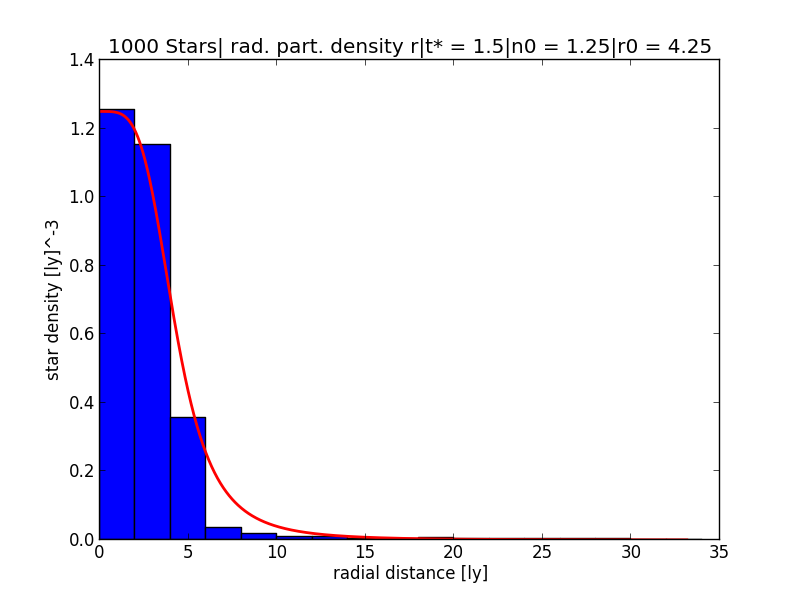 1000 Stars| rad. part. density r|t* = 1.5|n0 = 1.25|r0 = 4.25
1.4
1.2
1.0
0.8
0.6
0.4
0.2
0.0
star density [ly]^-3
0 5 10 15 20 25 30 35
radial distance [ly]